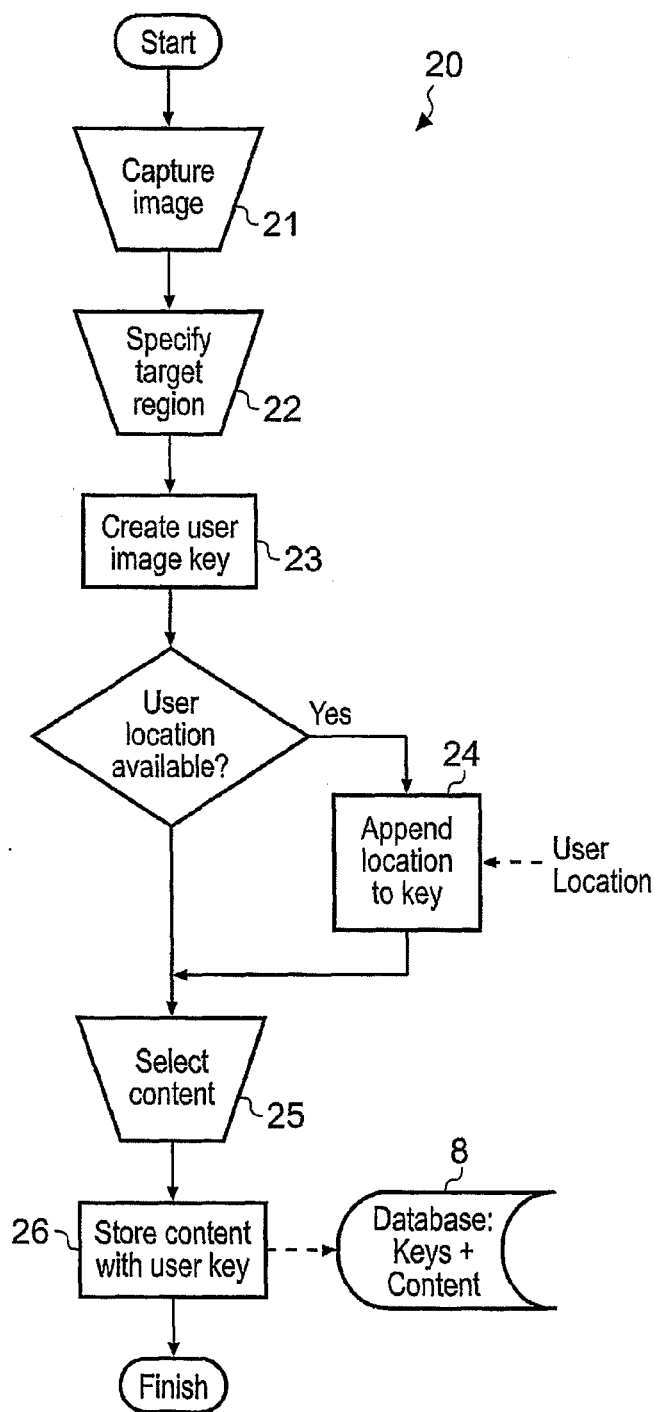 Start
20
Capture
image
21
Specify
target
region
22
Create user
image key
23
User
location
available?
Yes
24
Append
location
to key
User
Location
Select
content
25
8
26
Store content
with user key
Database:
Keys +
Content
Finish